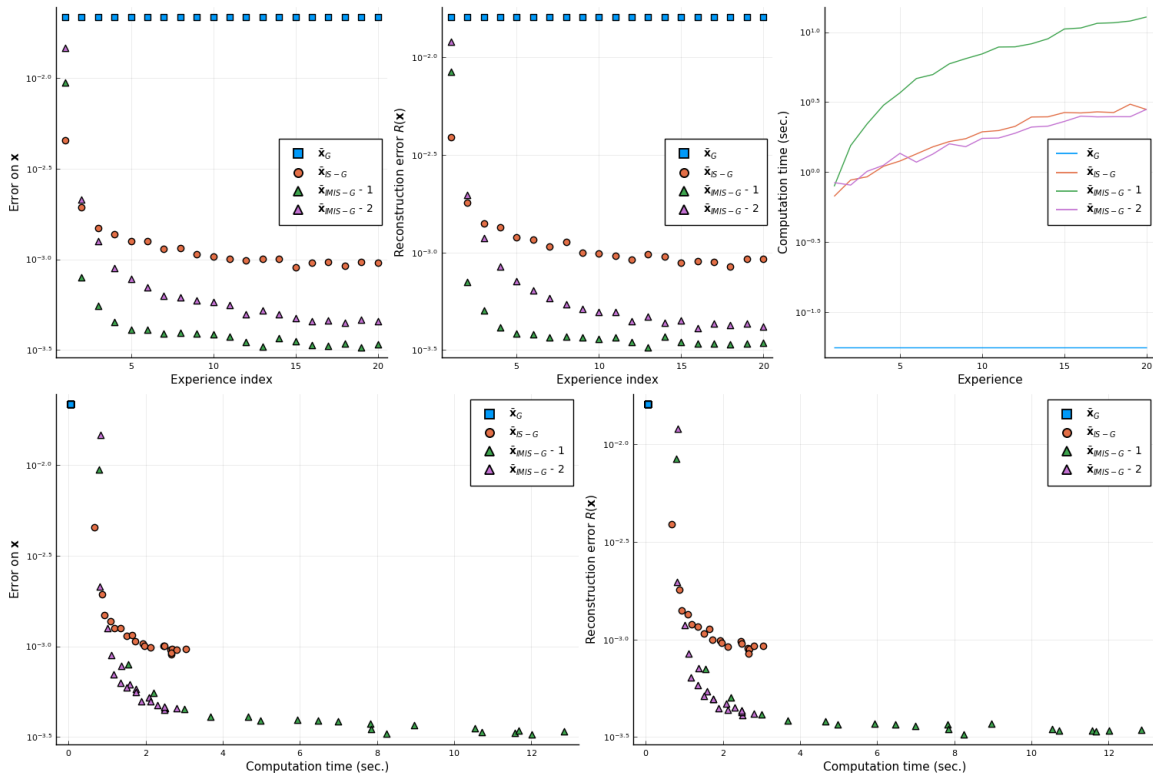 Error on x
10^−2.0
10^−2.5
10^−3.0
10^−3.5
5
10
15
20
Experience index
x̃_G
x̃_IS−G
x̃_IMIS−G - 1
x̃_IMIS−G - 2
Reconstruction error R(x)
10^−2.0
10^−2.5
10^−3.0
10^−3.5
5
10
15
20
Experience index
x̃_G
x̃_IS−G
x̃_IMIS−G - 1
x̃_IMIS−G - 2
Computation time (sec.)
10^1.0
10^0.5
10^0.0
10^−0.5
10^−1.0
5
10
15
20
Experience
x̃_G
x̃_IS−G
x̃_IMIS−G - 1
x̃_IMIS−G - 2
Error on x
10^−2.0
10^−2.5
10^−3.0
10^−3.5
0
2
4
6
8
10
12
Computation time (sec.)
x̃_G
x̃_IS−G
x̃_IMIS−G - 1
x̃_IMIS−G - 2
Reconstruction error R(x)
10^−2.0
10^−2.5
10^−3.0
10^−3.5
0
2
4
6
8
10
12
Computation time (sec.)
x̃_G
x̃_IS−G
x̃_IMIS−G - 1
x̃_IMIS−G - 2